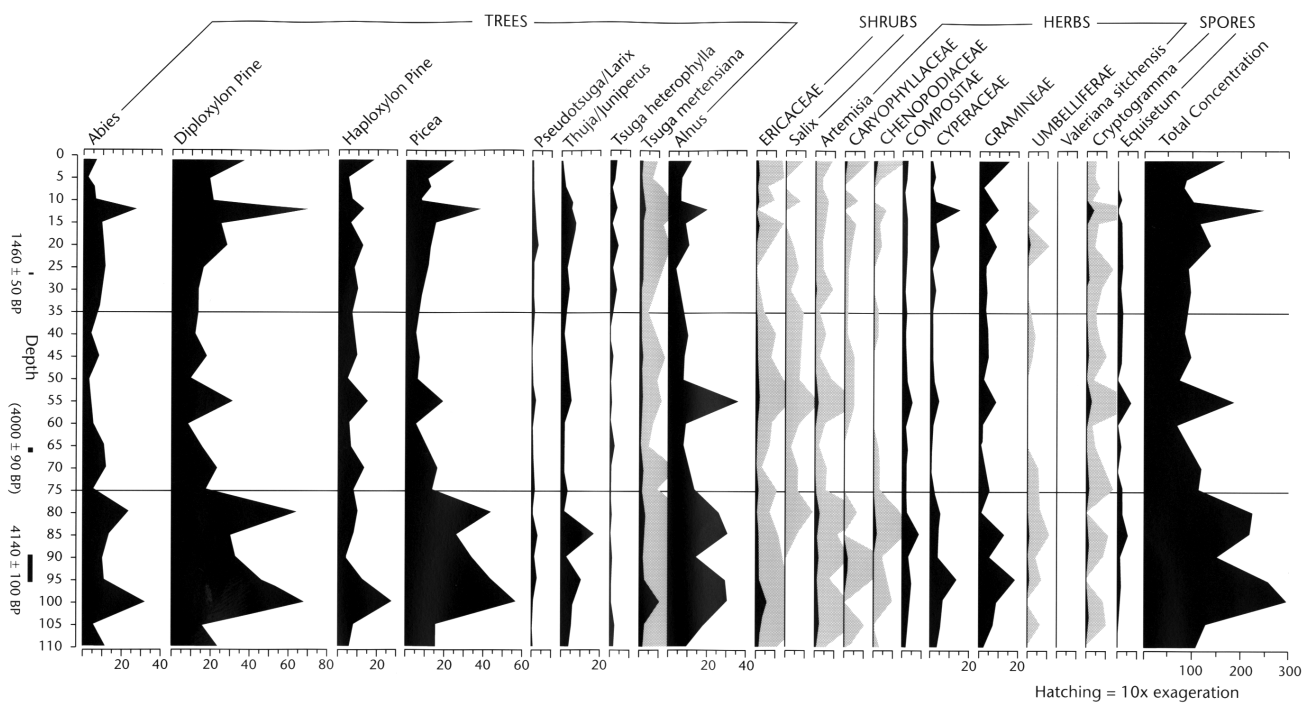 TREES SHRUBS HERBS SPORES
Abies
Diploxylon Pine
Haploxylon Pine
Picea
Pseudotsuga/Larix
Thuja/Juniperus
Tsuga heterophylla
Tsuga mertensiana
Alnus
ERICACEAE
Salix
Artemisia
CARYOPHYLLACEAE
CHENOPODIACEAE
COMPOSITAE
CYPERACEAE
GRAMINEAE
UMBELLIFERAE
Valeriana sitchensis
Cryptogramma
Equisetum
Total Concentration
0
5
10
15
20
25
30
35
40
45
50
55
60
65
70
75
80
85
90
95
100
105
110
1460 ± 50 BP
Depth
(4000 ± 90 BP)
4140 ± 100 BP
20 40 20 40 60 80 20 20 40 60 20 20 40 20 20 100 200 300
Hatching = 10x exageration